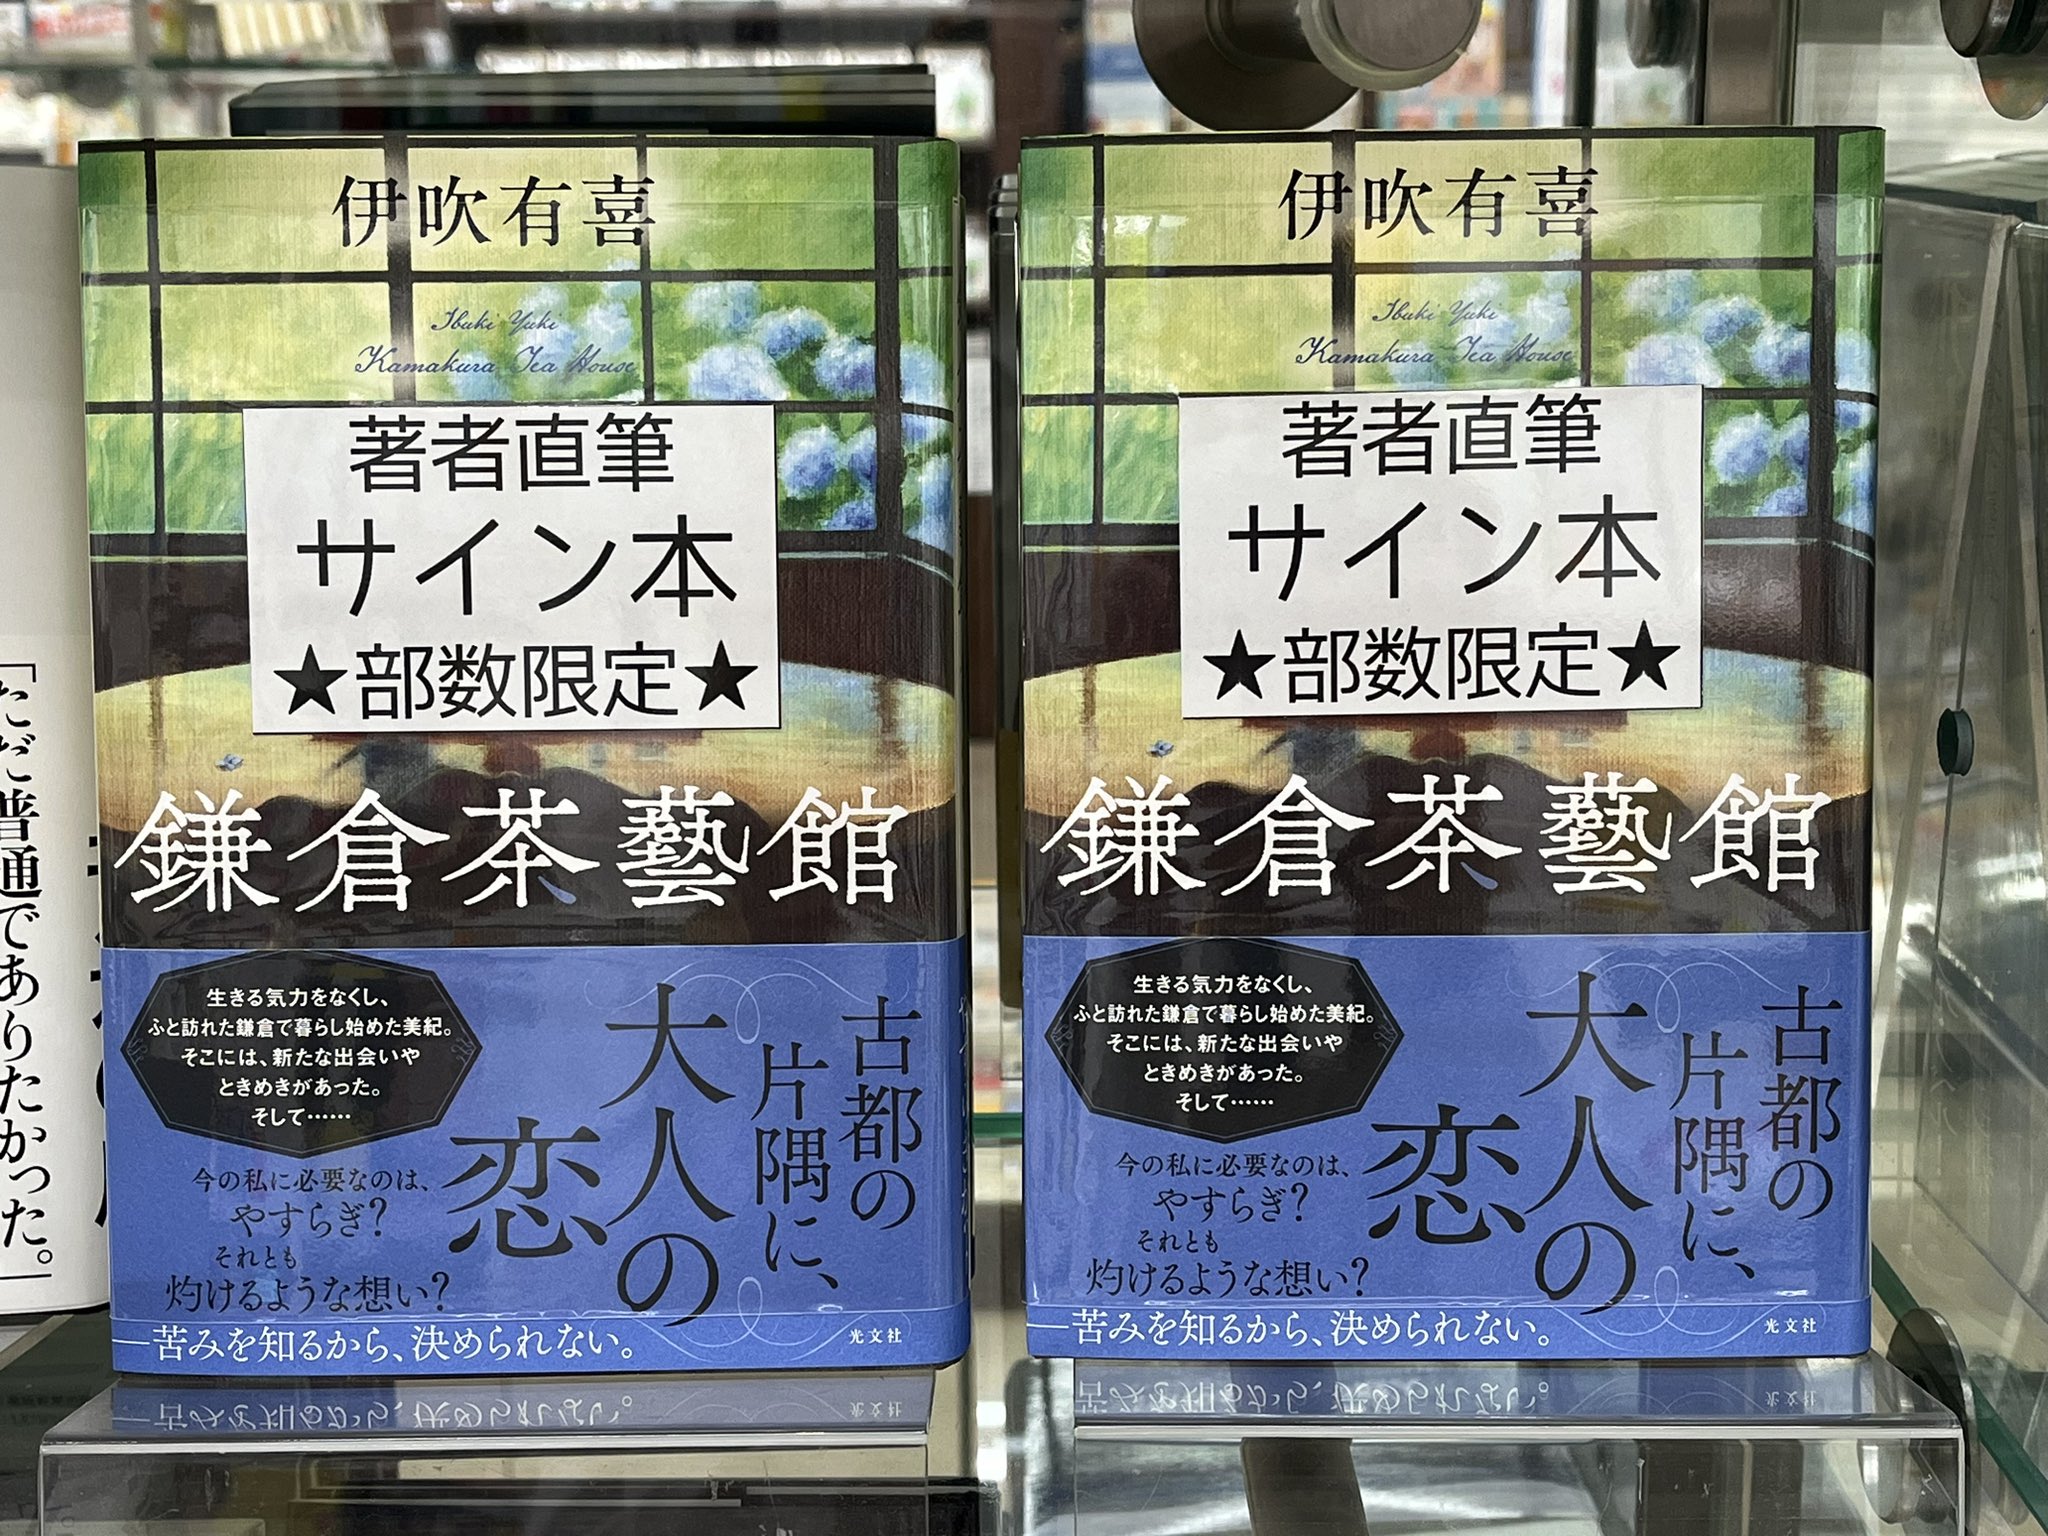 伊吹有喜
Ibuki Yuki
Kamakura Tea House
著者直筆
サイン本
★部数限定★
鎌倉茶藝館
古都の
片隅に、
大人の
恋
生きる気力をなくし、
ふと訪れた鎌倉で暮らし始めた美紀。
そこには、新たな出会いや
ときめきがあった。
そして……
今の私に必要なのは、
やすらぎ?
それとも
灼けるような想い?
―苦みを知るから、決められない。
光文社
伊吹有喜
Ibuki Yuki
Kamakura Tea House
著者直筆
サイン本
★部数限定★
鎌倉茶藝館
古都の
片隅に、
大人の
恋
生きる気力をなくし、
ふと訪れた鎌倉で暮らし始めた美紀。
そこには、新たな出会いや
ときめきがあった。
そして……
今の私に必要なのは、
やすらぎ?
それとも
灼けるような想い?
―苦みを知るから、決められない。
光文社
「ただ普通でありたかった。―